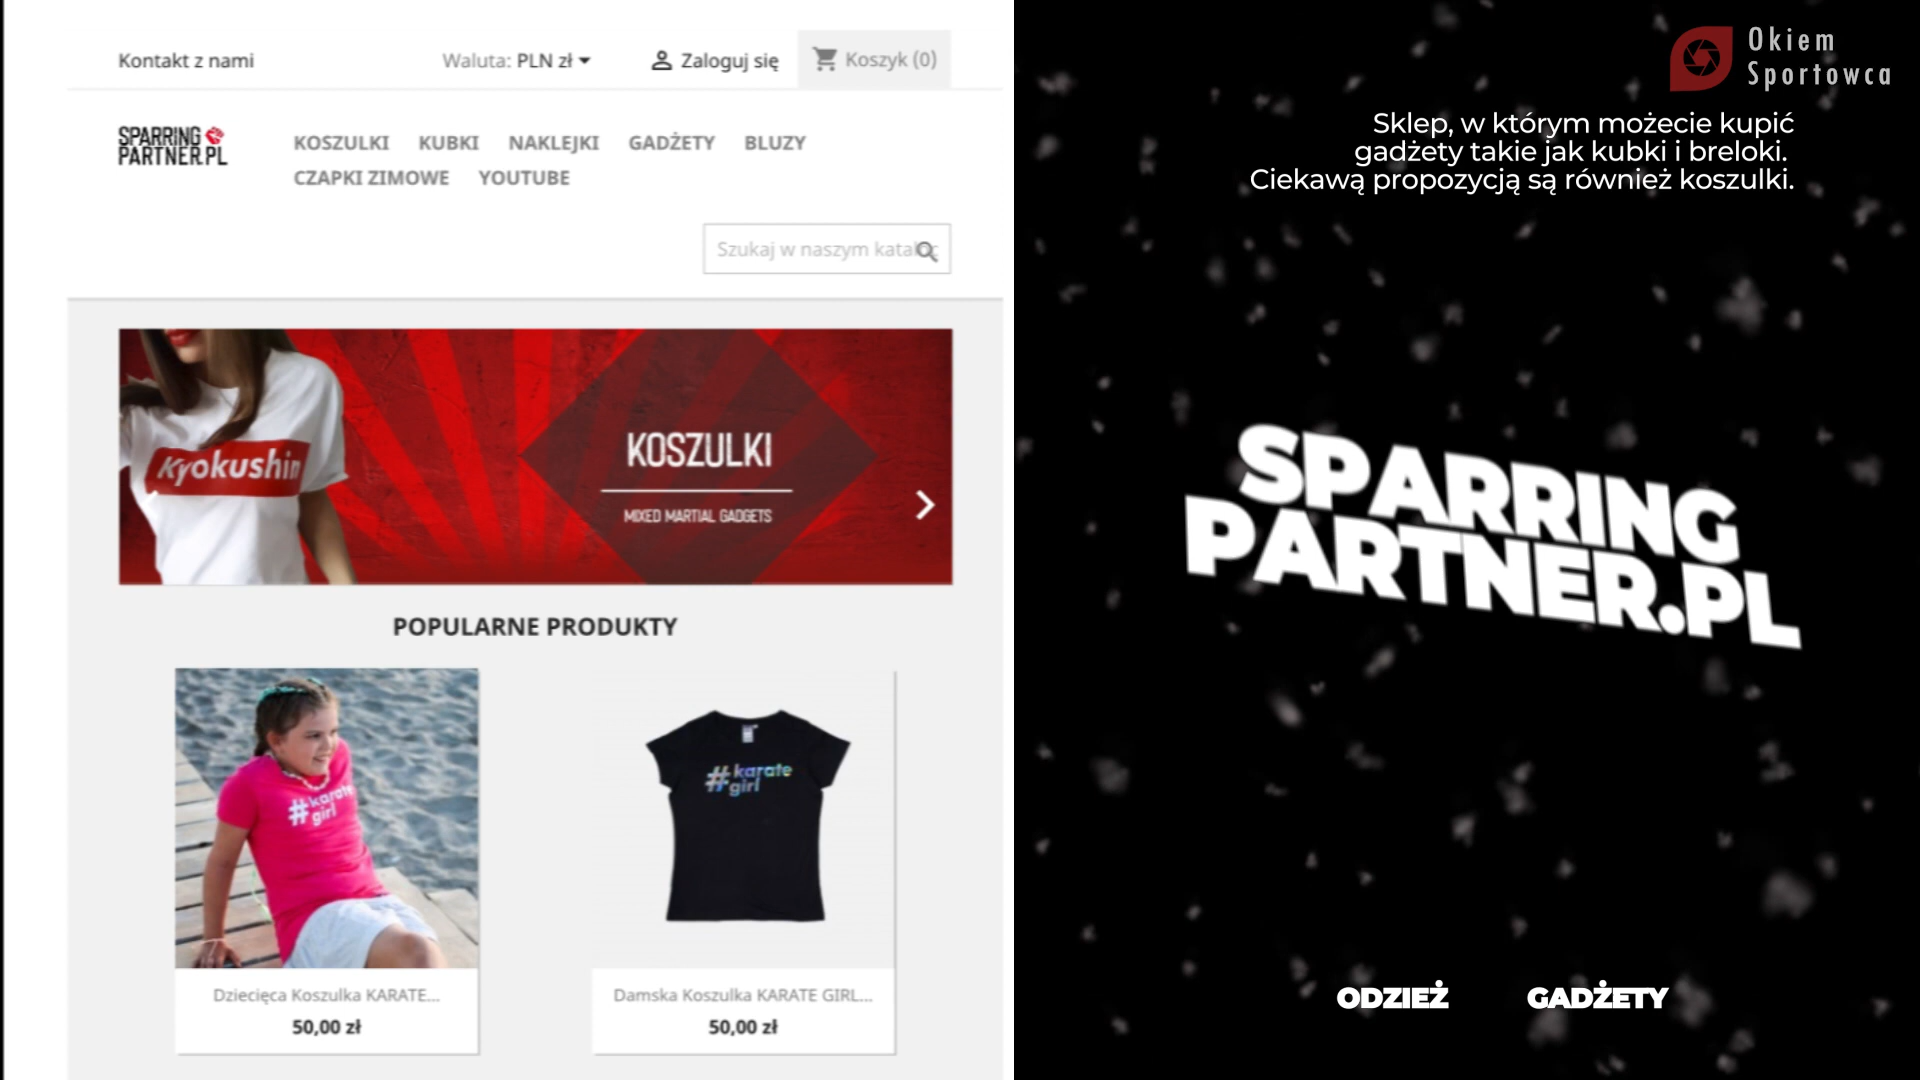 Kontakt z nami
Waluta: PLN zł
Zaloguj się
Koszyk (0)
SPARRING
PARTNER.PL
KOSZULKI KUBKI NAKLEJKI GADŻETY BLUZY
CZAPKI ZIMOWE YOUTUBE
Szukaj w naszym katalog
Kyokushin
KOSZULKI
MIXED MARTIAL GADGETS
POPULARNE PRODUKTY
#karate
girl
#karate
girl
Dziecięca Koszulka KARATE...
50,00 zł
Damska Koszulka KARATE GIRL...
50,00 zł
Okiem
Sportowca
Sklep, w którym możecie kupić
gadżety takie jak kubki i breloki.
Ciekawą propozycją są również koszulki.
SPARRING
PARTNER.PL
ODZIEŻ GADŻETY